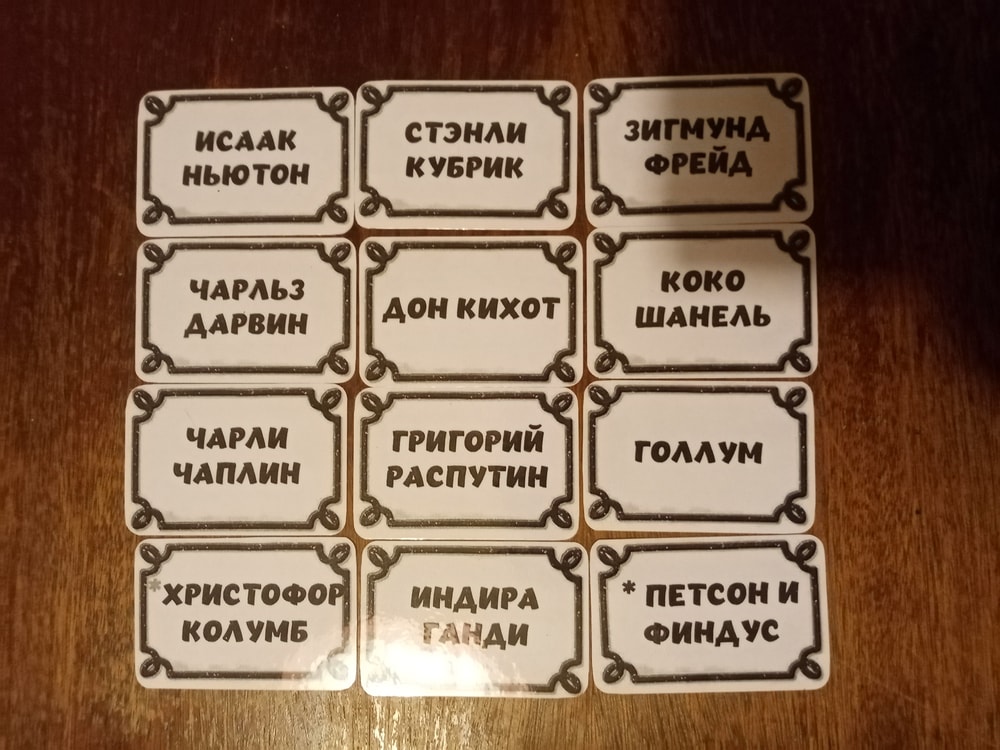 ИСААК
НЬЮТОН
СТЭНЛИ
КУБРИК
ЗИГМУНД
ФРЕЙД
ЧАРЛЬЗ
ДАРВИН
ДОН КИХОТ
КОКО
ШАНЕЛЬ
ЧАРЛИ
ЧАПЛИН
ГРИГОРИЙ
РАСПУТИН
ГОЛЛУМ
*ХРИСТОФОР
КОЛУМБ
ИНДИРА
ГАНДИ
* ПЕТСОН И
ФИНДУС